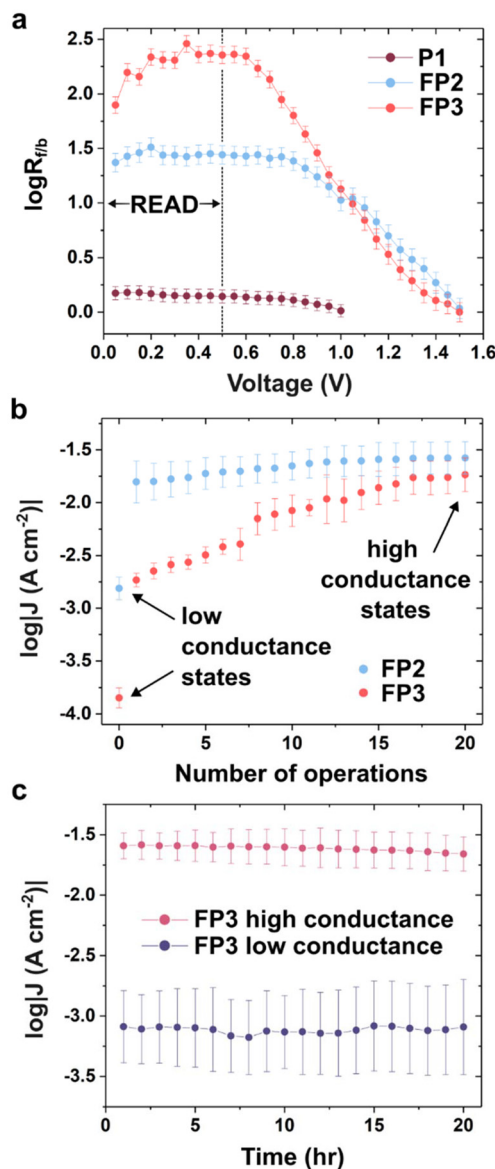 a
2.5
2.0
1.5
1.0
0.5
0.0
logR_f/b
P1
FP2
FP3
READ
0.0 0.2 0.4 0.6 0.8 1.0 1.2 1.4 1.6
Voltage (V)
b
-1.5
-2.0
-2.5
-3.0
-3.5
-4.0
log|J (A cm⁻²)|
low
conductance
states
high
conductance
states
FP2
FP3
0 5 10 15 20
Number of operations
c
-1.5
-2.0
-2.5
-3.0
-3.5
log|J (A cm⁻²)|
FP3 high conductance
FP3 low conductance
0 5 10 15 20
Time (hr)